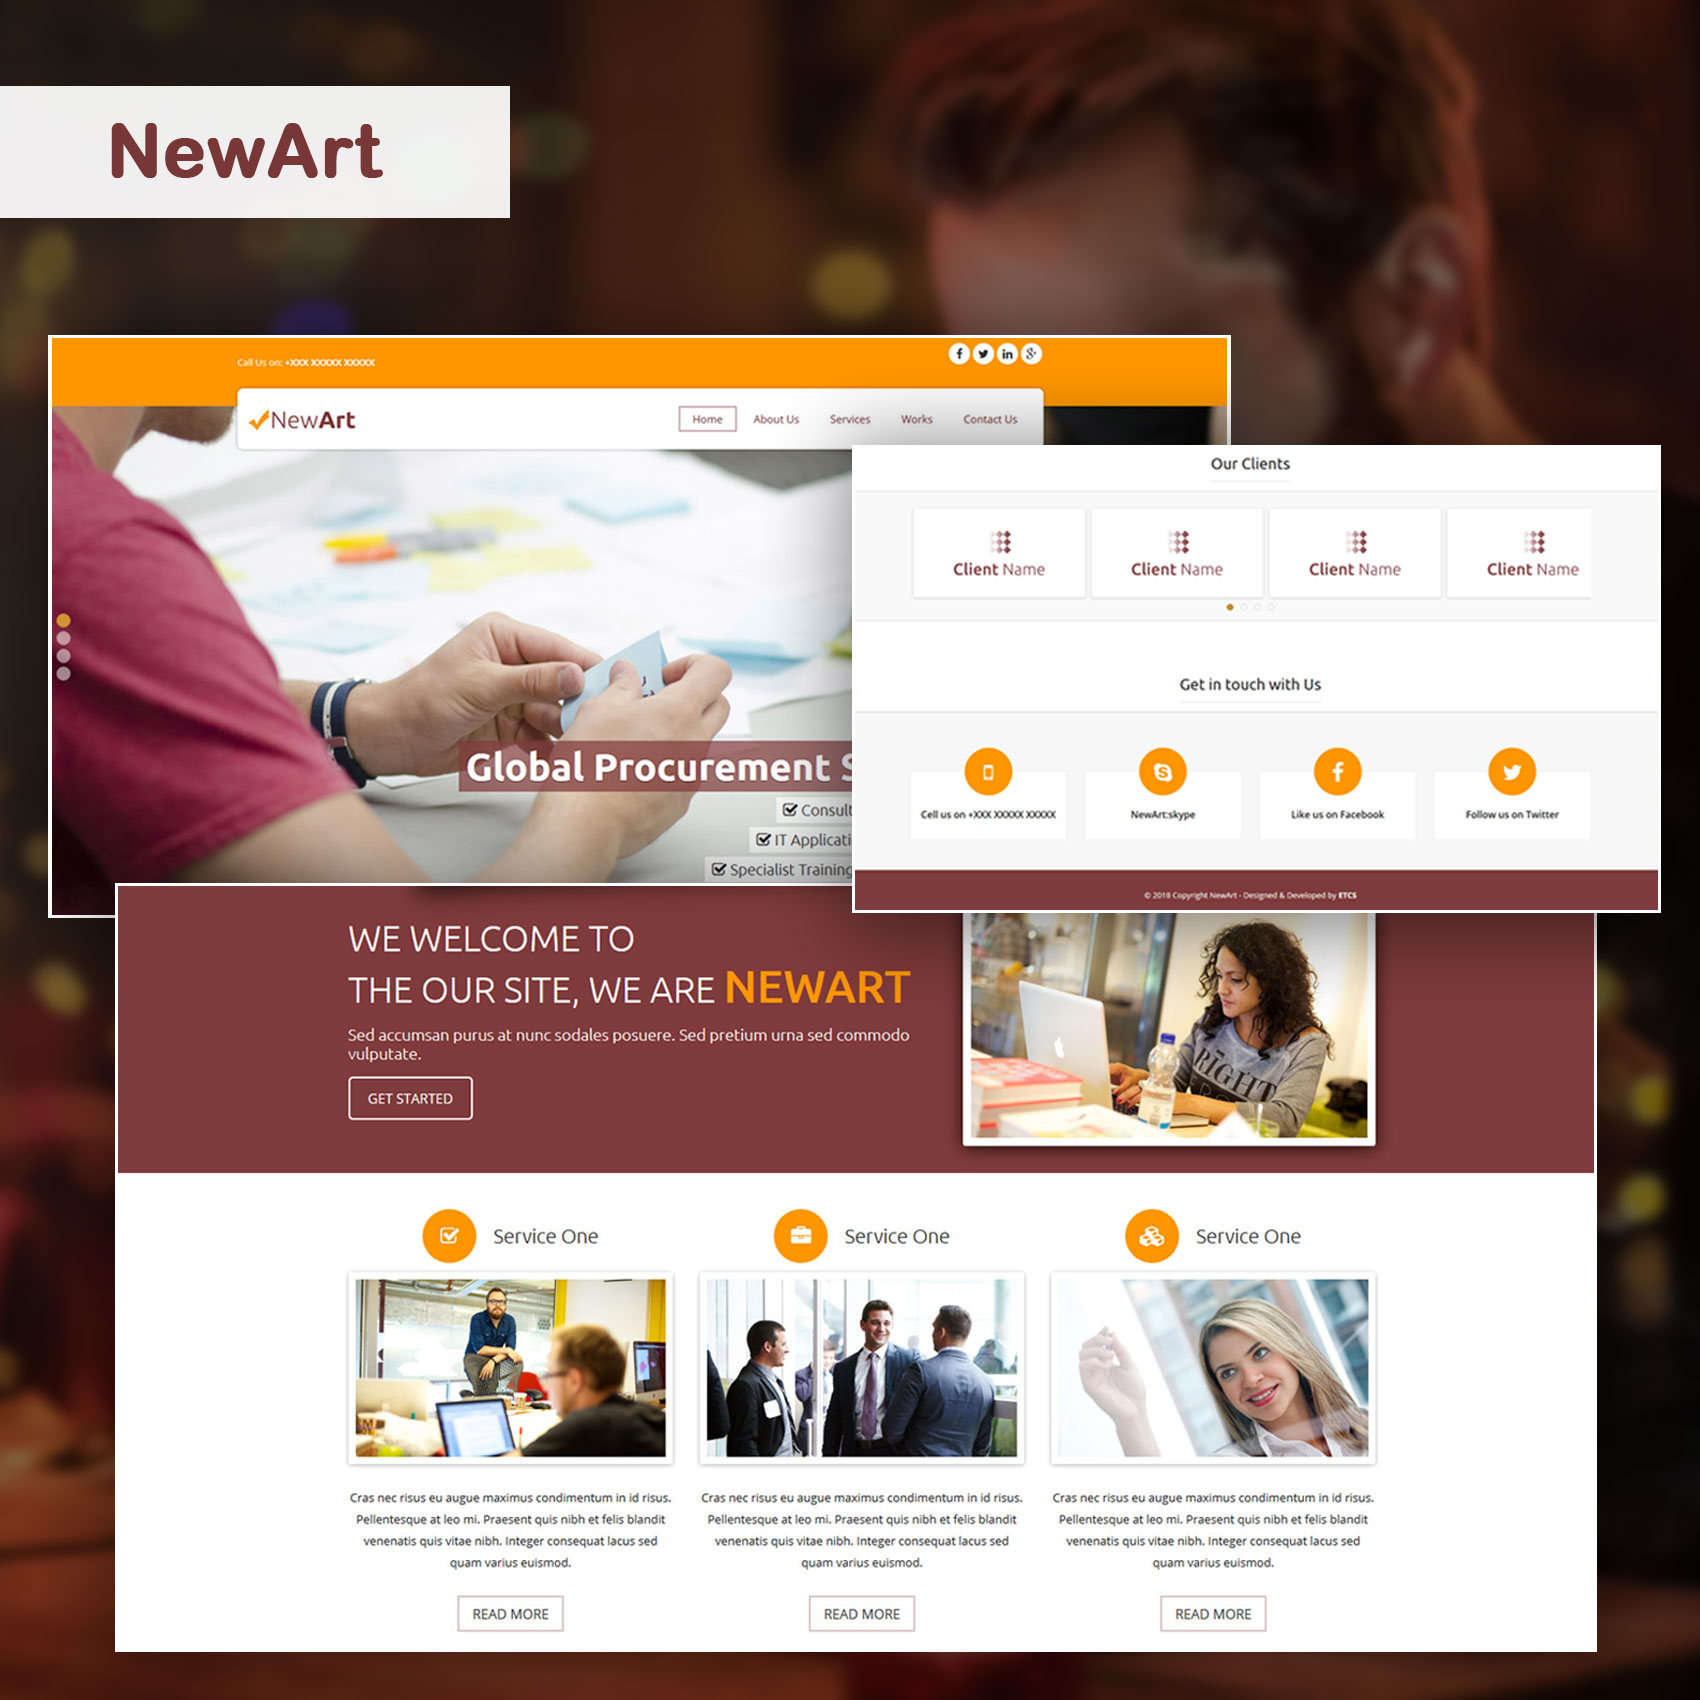 NewArt
Call Us on: +XXX XXXXX XXXXX
NewArt
Home
About Us
Services
Works
Contact Us
Global Procurement S
Consult
IT Applicati
Specialist Training
Our Clients
Client Name
Client Name
Client Name
Client Name
Get in touch with Us
Cell us on +XXX XXXXX XXXXX
NewArt:skype
Like us on Facebook
Follow us on Twitter
© 2018 Copyright NewArt - Designed & Developed by ETCS
WE WELCOME TO
THE OUR SITE, WE ARE NEWART
Sed accumsan purus at nunc sodales posuere. Sed pretium urna sed commodo
vulputate.
GET STARTED
Service One
Service One
Service One
Cras nec risus eu augue maximus condimentum in id risus.
Pellentesque at leo mi. Praesent quis nibh et felis blandit
venenatis quis vitae nibh. Integer consequat lacus sed
quam varius euismod.
READ MORE
Cras nec risus eu augue maximus condimentum in id risus.
Pellentesque at leo mi. Praesent quis nibh et felis blandit
venenatis quis vitae nibh. Integer consequat lacus sed
quam varius euismod.
READ MORE
Cras nec risus eu augue maximus condimentum in id risus.
Pellentesque at leo mi. Praesent quis nibh et felis blandit
venenatis quis vitae nibh. Integer consequat lacus sed
quam varius euismod.
READ MORE